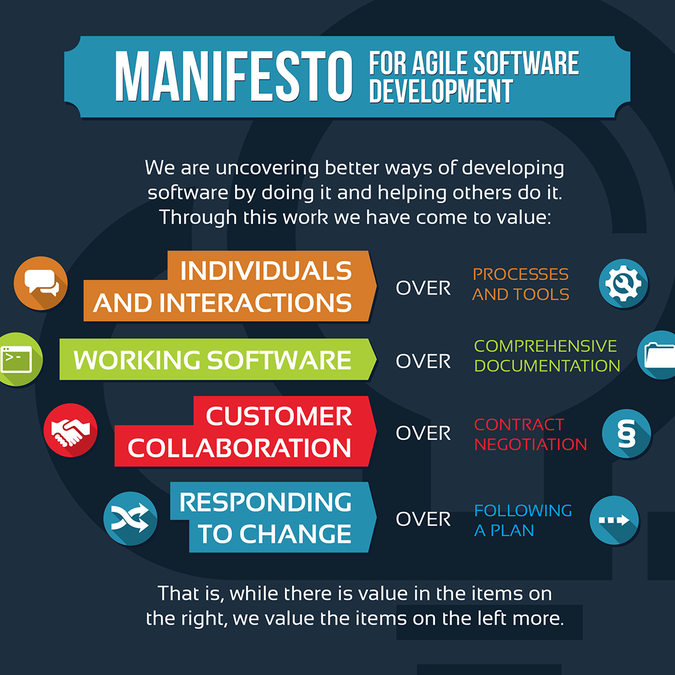 MANIFESTO FOR AGILE SOFTWARE
DEVELOPMENT
We are uncovering better ways of developing
software by doing it and helping others do it.
Through this work we have come to value:
INDIVIDUALS
AND INTERACTIONS
OVER
PROCESSES
AND TOOLS
WORKING SOFTWARE
OVER
COMPREHENSIVE
DOCUMENTATION
CUSTOMER
COLLABORATION
OVER
CONTRACT
NEGOTIATION
§
RESPONDING
TO CHANGE
OVER
FOLLOWING
A PLAN
That is, while there is value in the items on
the right, we value the items on the left more.